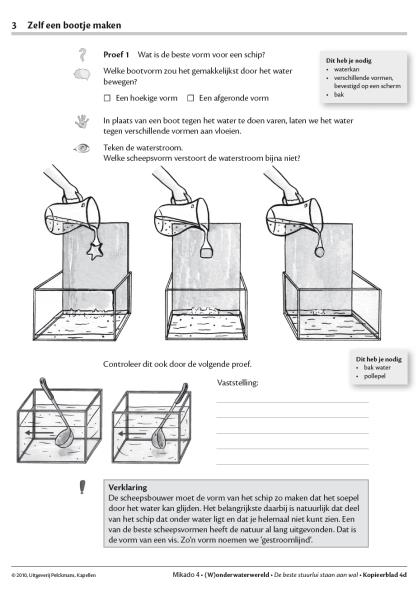 3 Zelf een bootje maken
Proef 1 Wat is de beste vorm voor een schip?
Welke bootvorm zou het gemakkelijkst door het water
bewegen?
☐ Een hoekige vorm ☐ Een afgeronde vorm
Dit heb je nodig
• waterkan
• verschillende vormen,
bevestigd op een scherm
• bak
In plaats van een boot tegen het water te doen varen, laten we het water
tegen verschillende vormen aan vloeien.
Teken de waterstroom.
Welke scheepsvorm verstoort de waterstroom bijna niet?
Controleer dit ook door de volgende proef.
Dit heb je nodig
• bak water
• pollepel
Vaststelling:
Verklaring
De scheepsbouwer moet de vorm van het schip zo maken dat het soepel
door het water kan glijden. Het belangrijkste daarbij is natuurlijk dat deel
van het schip dat onder water ligt en dat je helemaal niet kunt zien. Een
van de beste scheepsvormen heeft de natuur al lang uitgevonden. Dat is
de vorm van een vis. Zo'n vorm noemen we 'gestroomlijnd'.
© 2010, Uitgeverij Pelckmans, Kapellen
Mikado 4 • (W)onderwaterwereld • De beste stuurlui staan aan wal • Kopieerblad 4d